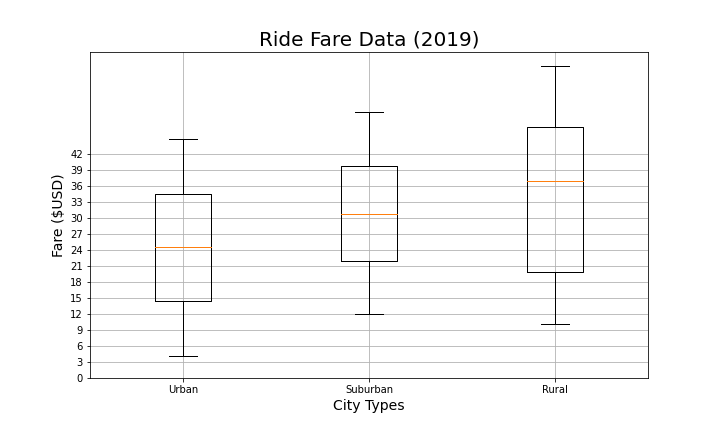 Ride Fare Data (2019)
Fare ($USD)
42
39
36
33
30
27
24
21
18
15
12
9
6
3
0
Urban
Suburban
Rural
City Types